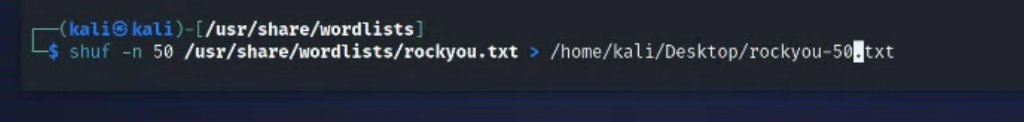 (kali㉿kali)-[/usr/share/wordlists]
$ shuf -n 50 /usr/share/wordlists/rockyou.txt > /home/kali/Desktop/rockyou-50.txt